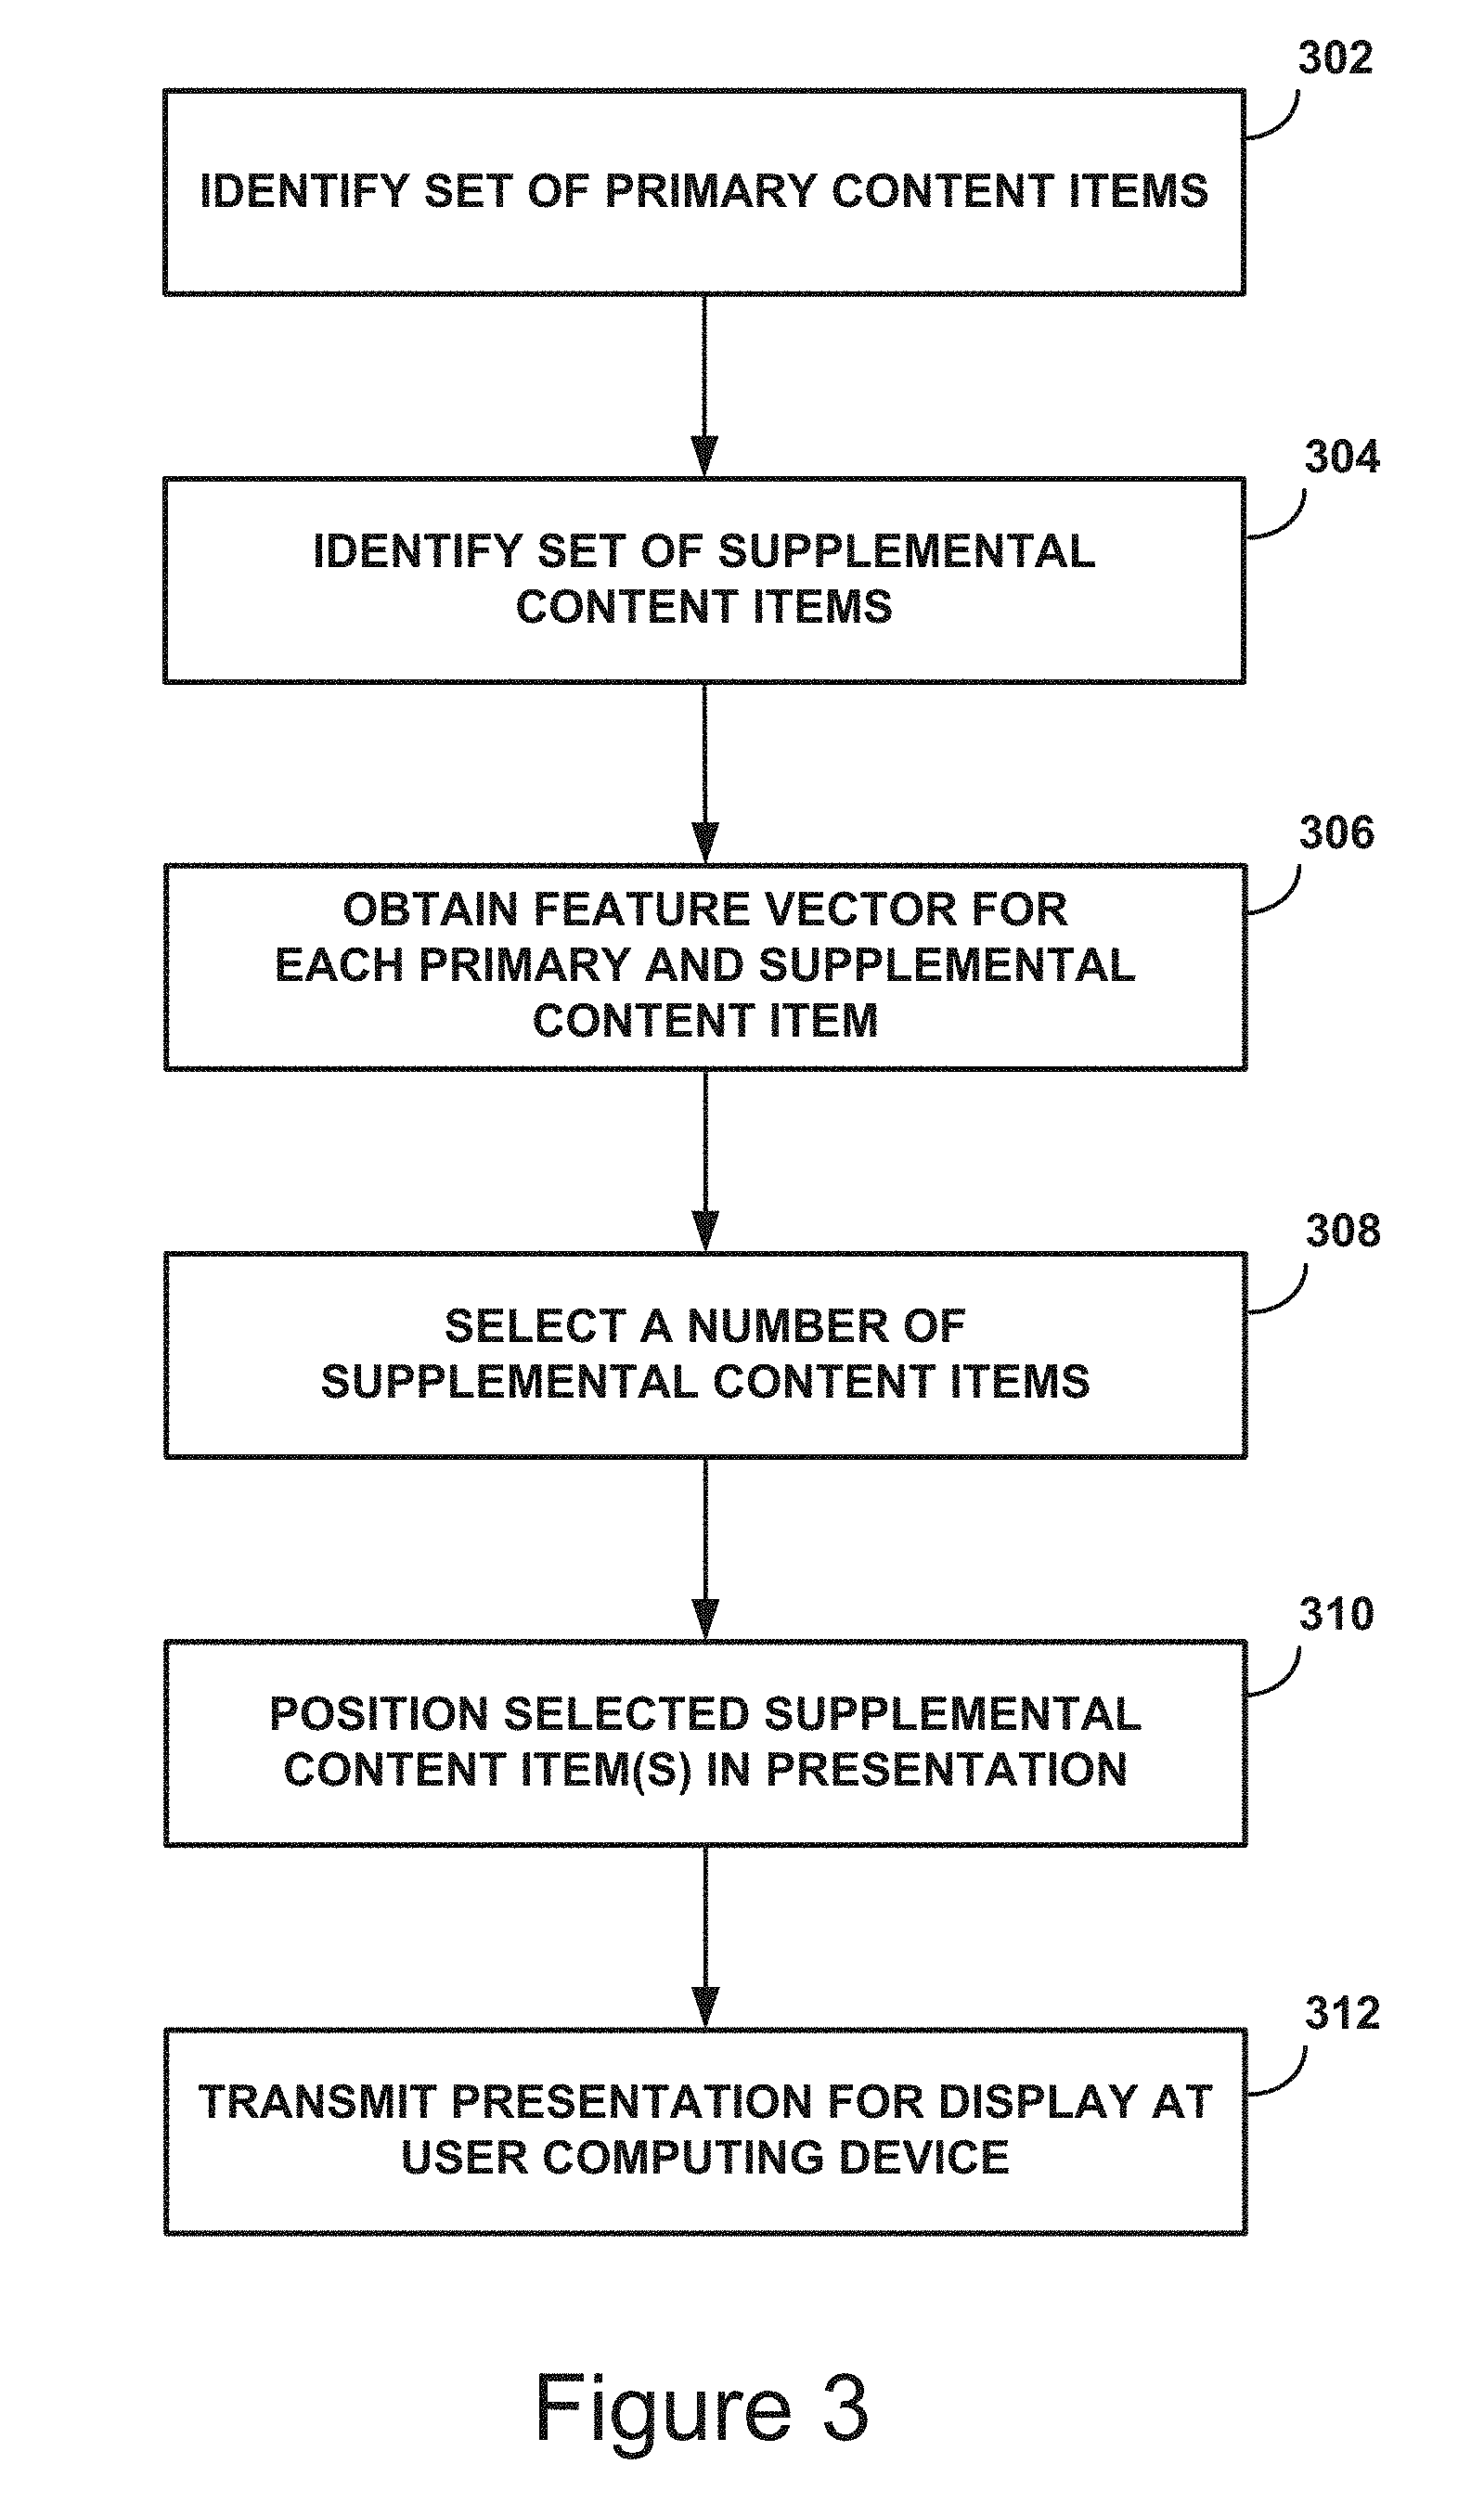 302
IDENTIFY SET OF PRIMARY CONTENT ITEMS
304
IDENTIFY SET OF SUPPLEMENTAL
CONTENT ITEMS
306
OBTAIN FEATURE VECTOR FOR
EACH PRIMARY AND SUPPLEMENTAL
CONTENT ITEM
308
SELECT A NUMBER OF
SUPPLEMENTAL CONTENT ITEMS
310
POSITION SELECTED SUPPLEMENTAL
CONTENT ITEM(S) IN PRESENTATION
312
TRANSMIT PRESENTATION FOR DISPLAY AT
USER COMPUTING DEVICE
Figure 3